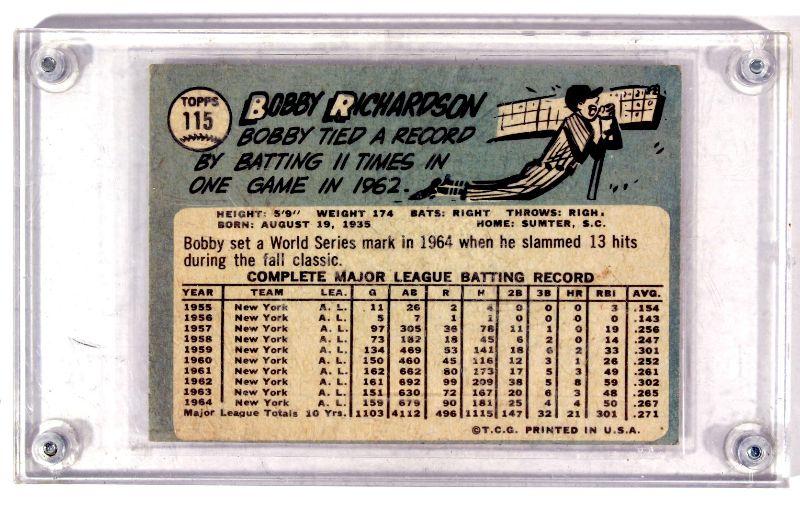 TOPPS
115
BOBBY RICHARDSON
BOBBY TIED A RECORD
BY BATTING 11 TIMES IN
ONE GAME IN 1962.
HEIGHT: 5'9" WEIGHT 174 BATS: RIGHT THROWS: RIGH.
BORN: AUGUST 19, 1935 HOME: SUMTER, S.C.
Bobby set a World Series mark in 1964 when he slammed 13 hits
during the fall classic.
COMPLETE MAJOR LEAGUE BATTING RECORD
YEAR TEAM LEA. G AB R H 2B 3B HR RBI AVG.
1955 New York A. L. 11 26 2 4 0 0 0 3 .154
1956 New York A. L. 5 7 1 1 0 0 0 0 .143
1957 New York A. L. 97 305 36 78 11 1 0 19 .256
1958 New York A. L. 73 182 18 45 6 2 0 14 .247
1959 New York A. L. 134 469 53 141 18 6 2 33 .301
1960 New York A. L. 150 460 45 116 12 3 1 26 .252
1961 New York A. L. 162 662 80 173 17 5 3 49 .261
1962 New York A. L. 161 692 99 209 38 5 8 59 .302
1963 New York A. L. 151 630 72 167 20 6 3 48 .265
1964 New York A. L. 159 679 90 181 25 4 4 50 .267
Major League Totals 10 Yrs. 1103 4112 496 1115 147 32 21 301 .271
©T.C.G. PRINTED IN U.S.A.